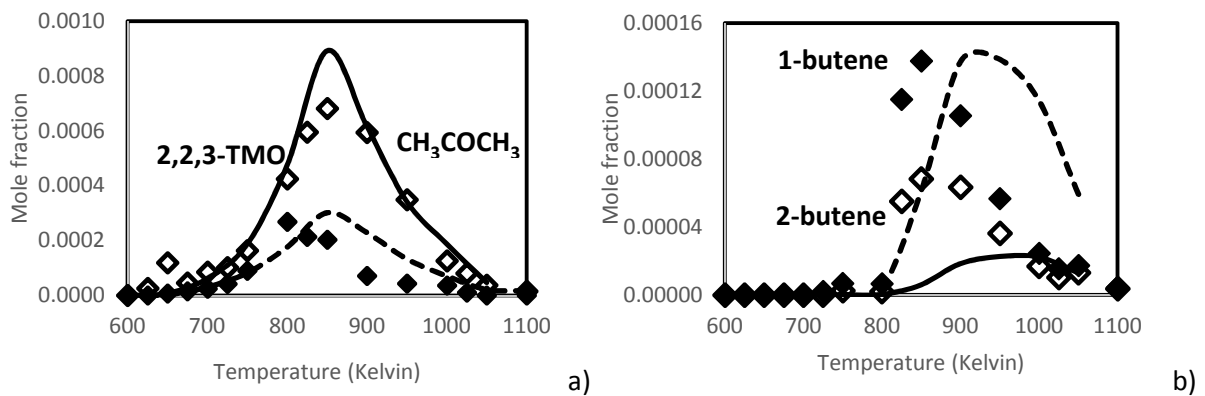 0.0010
0.0008
0.0006
0.0004
0.0002
0.0000
Mole fraction
2,2,3-TMO
CH₃COCH₃
600 700 800 900 1000 1100
Temperature (Kelvin)
a)
0.00016
0.00012
0.00008
0.00004
0.00000
Mole fraction
1-butene
2-butene
600 700 800 900 1000 1100
Temperature (Kelvin)
b)